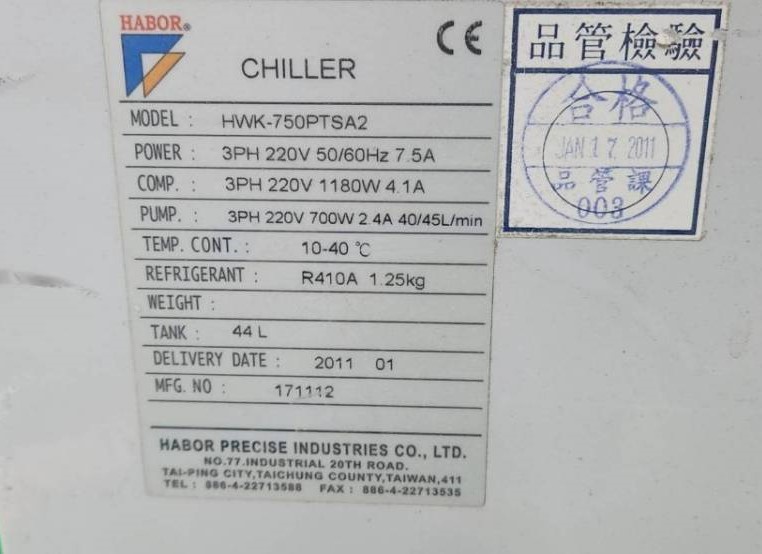 HABOR®
CE
CHILLER
MODEL : HWK-750PTSA2
POWER : 3PH 220V 50/60Hz 7.5A
COMP. : 3PH 220V 1180W 4.1A
PUMP. : 3PH 220V 700W 2.4A 40/45L/min
TEMP. CONT. : 10-40 ℃
REFRIGERANT : R410A 1.25kg
WEIGHT :
TANK : 44 L
DELIVERY DATE : 2011 01
MFG. NO : 171112
HABOR PRECISE INDUSTRIES CO., LTD.
NO.77.INDUSTRIAL 20TH ROAD.
TAI-PING CITY,TAICHUNG COUNTY,TAIWAN,411
TEL : 886-4-22713588 FAX : 886-4-22713535
品管檢驗
合格
JAN 17 2011
品管課
003